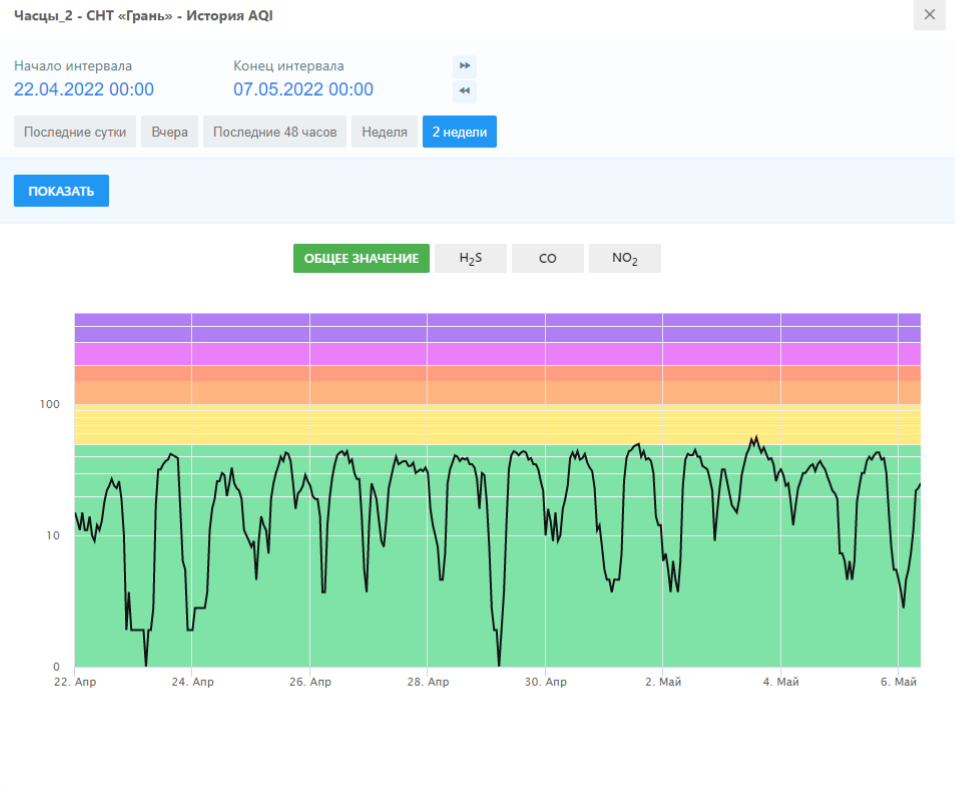 Часцы_2 - СНТ «Грань» - История AQI
Начало интервала
Конец интервала
22.04.2022 00:00
07.05.2022 00:00
Последние сутки
Вчера
Последние 48 часов
Неделя
2 недели
ПОКАЗАТЬ
ОБЩЕЕ ЗНАЧЕНИЕ
H₂S
CO
NO₂
100
10
0
22. Апр
24. Апр
26. Апр
28. Апр
30. Апр
2. Май
4. Май
6. Май